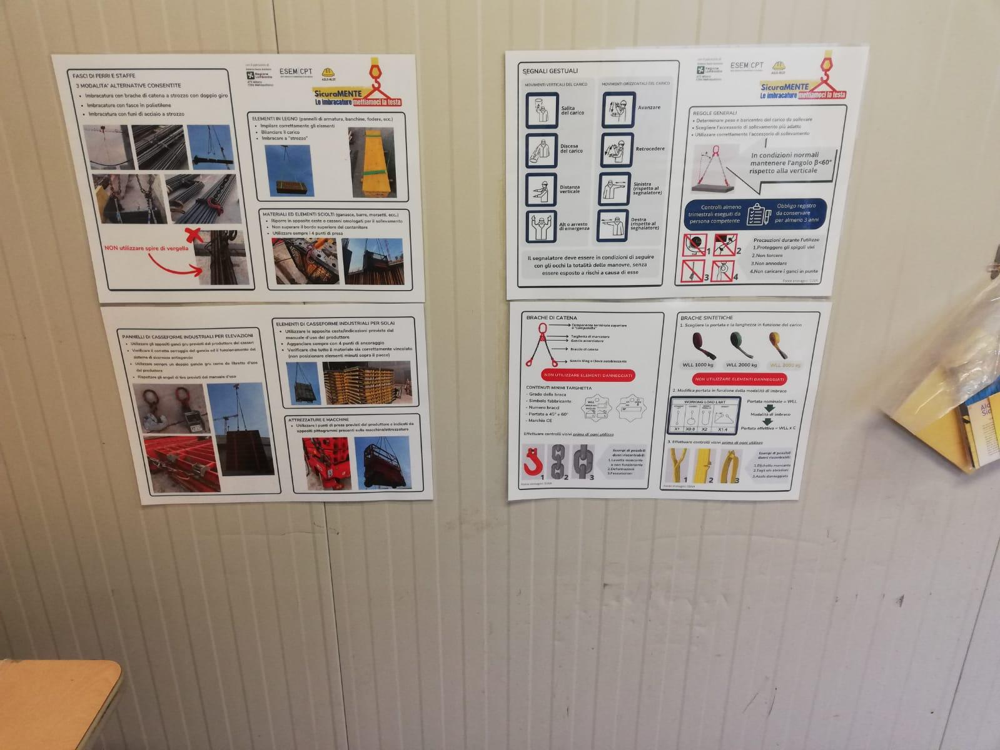 FASCI DI FERRI E STAFFE
3 MODALITA' ALTERNATIVE CONSENTITE
• Imbracatura con brache di catena a strozzo con doppio giro
• Imbracature con fasce in polietilene
• Imbracatura con funi di acciaio a strozzo
NON utilizzare spire di vergella
con il patrocinio di
Regione
Lombardia
ATS Milano
Città Metropolitana
ESEM CPT
ASLE-RLST
SicuraMENTE
Le imbracature mettiamoci la testa
ELEMENTI IN LEGNO (pannelli di armatura, banchine, fodere, ecc.)
• Impilare correttamente gli elementi
• Bilanciare il carico
• Imbracare a "strozzo"
MATERIALI ED ELEMENTI SCIOLTI (ganasce, barre, morsetti, ecc..)
• Riporre in apposite ceste o cassoni omologati per il sollevamento
• Non superare il bordo superiore del contenitore
• Utilizzare sempre i 4 punti di presa
PANNELLI DI CASSEFORME INDUSTRIALI PER ELEVAZIONI
• Utilizzare gli appositi ganci gru previsti dal produttore dei casseri
• Verificare il corretto serraggio del gancio ed il funzionamento del
sistema di sicurezza antisgancio
• Utilizzare sempre un doppio gancio gru come da libretto d'uso
del produttore
• Rispettare gli angoli di tiro previsti dal manuale d'uso
ELEMENTI DI CASSEFORME INDUSTRIALI PER SOLAI
• Utilizzare le apposite ceste/indicazioni previste dal
manuale d'uso del produttore
• Agganciare sempre con 4 punti di ancoraggio
• Verificare che tutto il materiale sia correttamente vincolato
(non posizionare elementi minuti sopra il pacco)
ATTREZZATURE E MACCHINE
• Utilizzare i punti di presa previsti dal produttore e indicati da
appositi pittogrammi presenti sulla macchina/attrezzatura
SEGNALI GESTUALI
MOVIMENTI VERTICALI DEL CARICO
Salita
del carico
Discesa
del carico
Distanza
verticale
Alt o arresto
di emergenza
MOVIMENTI ORIZZONTALI DEL CARICO
Avanzare
Retrocedere
Sinistra
(rispetto al
segnalatore)
Destra
(rispetto al
segnalatore)
Il segnalatore deve essere in condizioni di seguire
con gli occhi la totalità delle manovre, senza
essere esposto a rischi a causa di esse
con il patrocinio di
Regione
Lombardia
ATS Milano
Città Metropolitana
ESEM CPT
ASLE-RLST
SicuraMENTE
Le imbracature mettiamoci la testa
REGOLE GENERALI
• Determinare peso e baricentro del carico da sollevare
• Scegliere l'accessorio di sollevamento più adatto
• Utilizzare correttamente l'accessorio di sollevamento
In condizioni normali
mantenere l'angolo β<60°
rispetto alla verticale
Controlli almeno
trimestrali eseguiti da
persona competente
Obbligo registro
da conservare
per almeno 3 anni
1
2
3
4
Precauzioni durante l'utilizzo
1.Proteggere gli spigoli vivi
2.Non torcere
3.Non annodare
4.Non caricare i ganci in punta
Fonte immagini: SUVA
BRACHE DI CATENA
Componente terminale superiore
o "campanella"
Targhetta di marcatura
Gancio accorciatore
Braccio di catena
Gancio Sling o Clevis autobloccante
NON UTILIZZARE ELEMENTI DANNEGGIATI
CONTENUTI MINIMI TARGHETTA
- Grado della braca
- Simbolo fabbricante
- Numero bracci
- Portata a 45° e 60°
- Marchio CE
Effettuare controlli visivi prima di ogni utilizzo
1
2
3
Esempi di possibili
danni riscontrabili:
1.Levetta mancante
o non funzionante
2.Deformazioni
3.Fessurazioni
Fonte immagini: SUVA
BRACHE SINTETICHE
1. Scegliere la portata e la lunghezza in funzione del carico
WLL 1000 kg
WLL 2000 kg
WLL 3000 kg
NON UTILIZZARE ELEMENTI DANNEGGIATI
2. Modifica portata in funzione della modalità di imbraco
WORKING LOAD LIMIT
X1
X0.8
X2
X1.4
Portata nominale = WLL
Modalità di imbraco
Portata effettiva = WLL x C
3. Effettuare controlli visivi prima di ogni utilizzo
1
2
3
Esempi di possibili
danni riscontrabili:
1.Etichetta mancante
2.Tagli e/o abrasioni
3.Asola danneggiata
Fonte immagini: SUVA